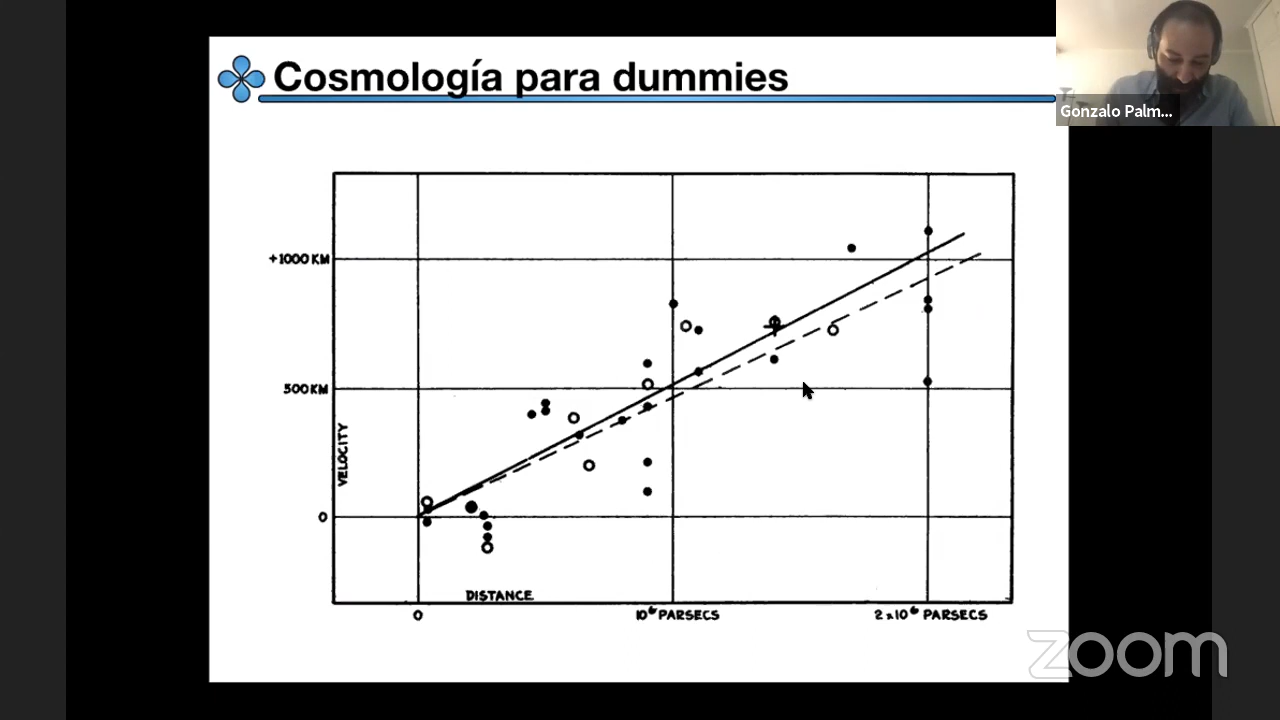 Cosmología para dummies
Gonzalo Palm...
+1000 KM
500 KM
VELOCITY
0
DISTANCE
0
10⁶ PARSECS
2 x 10⁶ PARSECS
zoom